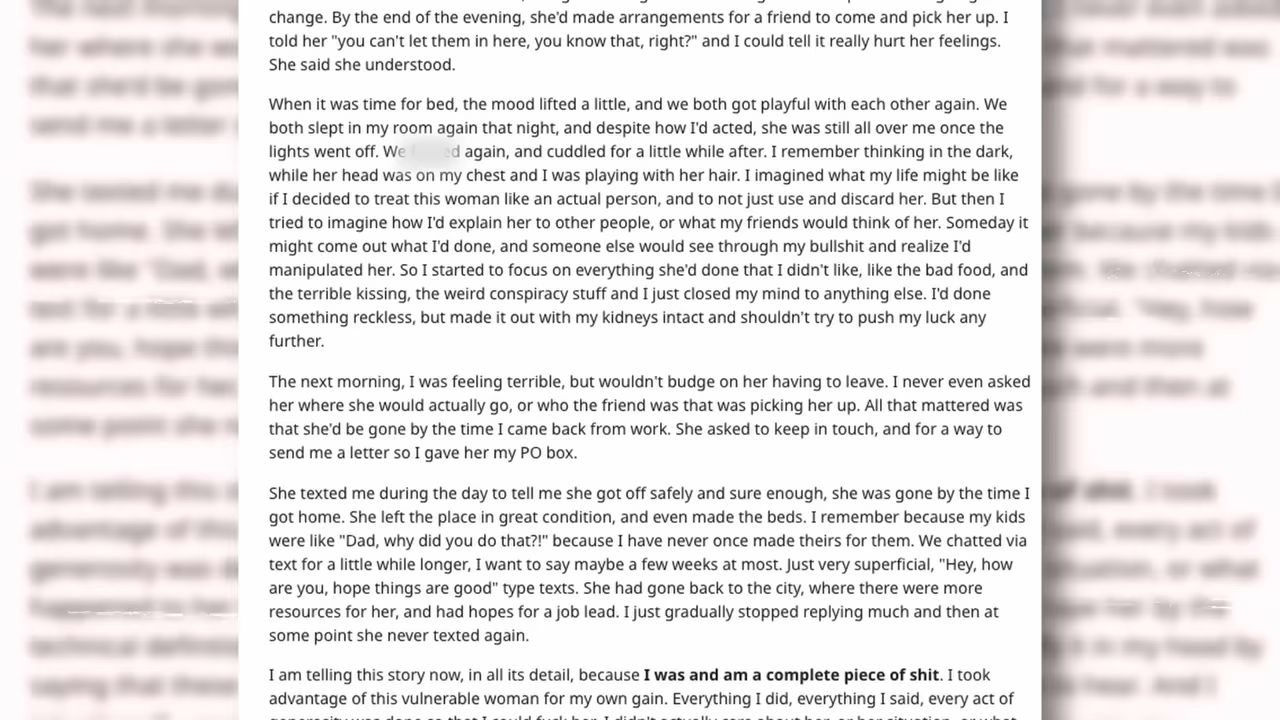 change. By the end of the evening, she'd made arrangements for a friend to come and pick her up. I
told her "you can't let them in here, you know that, right?" and I could tell it really hurt her feelings.
She said she understood.
When it was time for bed, the mood lifted a little, and we both got playful with each other again. We
both slept in my room again that night, and despite how I'd acted, she was still all over me once the
lights went off. We again, and cuddled for a little while after. I remember thinking in the dark,
while her head was on my chest and I was playing with her hair. I imagined what my life might be like
if I decided to treat this woman like an actual person, and to not just use and discard her. But then I
tried to imagine how I'd explain her to other people, or what my friends would think of her. Someday it
might come out what I'd done, and someone else would see through my bullshit and realize I'd
manipulated her. So I started to focus on everything she'd done that I didn't like, like the bad food, and
the terrible kissing, the weird conspiracy stuff and I just closed my mind to anything else. I'd done
something reckless, but made it out with my kidneys intact and shouldn't try to push my luck any
further.
The next morning, I was feeling terrible, but wouldn't budge on her having to leave. I never even asked
her where she would actually go, or who the friend was that was picking her up. All that mattered was
that she'd be gone by the time I came back from work. She asked to keep in touch, and for a way to
send me a letter so I gave her my PO box.
She texted me during the day to tell me she got off safely and sure enough, she was gone by the time I
got home. She left the place in great condition, and even made the beds. I remember because my kids
were like "Dad, why did you do that?!" because I have never once made theirs for them. We chatted via
text for a little while longer, I want to say maybe a few weeks at most. Just very superficial, "Hey, how
are you, hope things are good" type texts. She had gone back to the city, where there were more
resources for her, and had hopes for a job lead. I just gradually stopped replying much and then at
some point she never texted again.
I am telling this story now, in all its detail, because I was and am a complete piece of shit. I took
advantage of this vulnerable woman for my own gain. Everything I did, everything I said, every act of